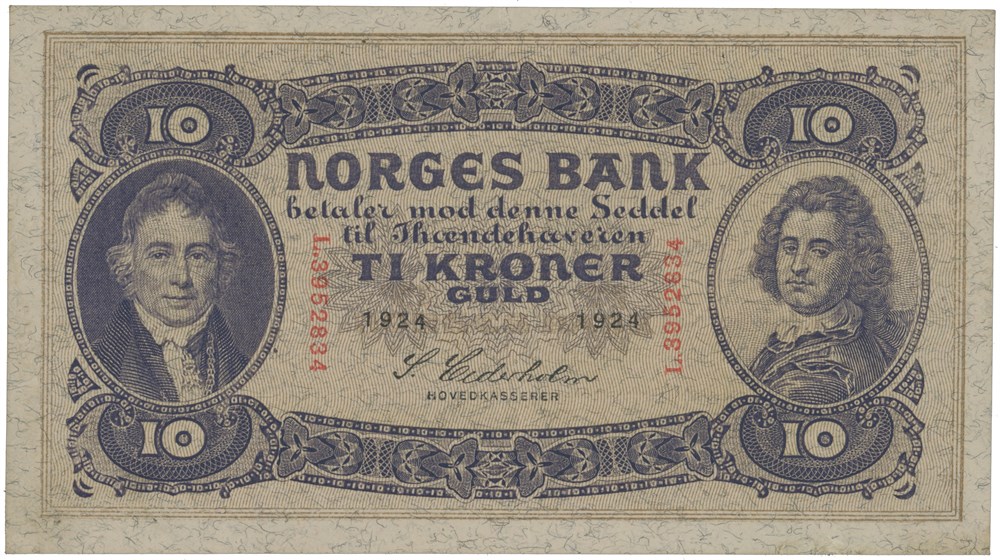 10
10
NORGES BANK
betaler mod denne Seddel
til Ihændehaveren
TI KRONER
GULD
L.3952834
L.3952834
1924
1924
S. Cederholm
HOVEDKASSERER
10
10